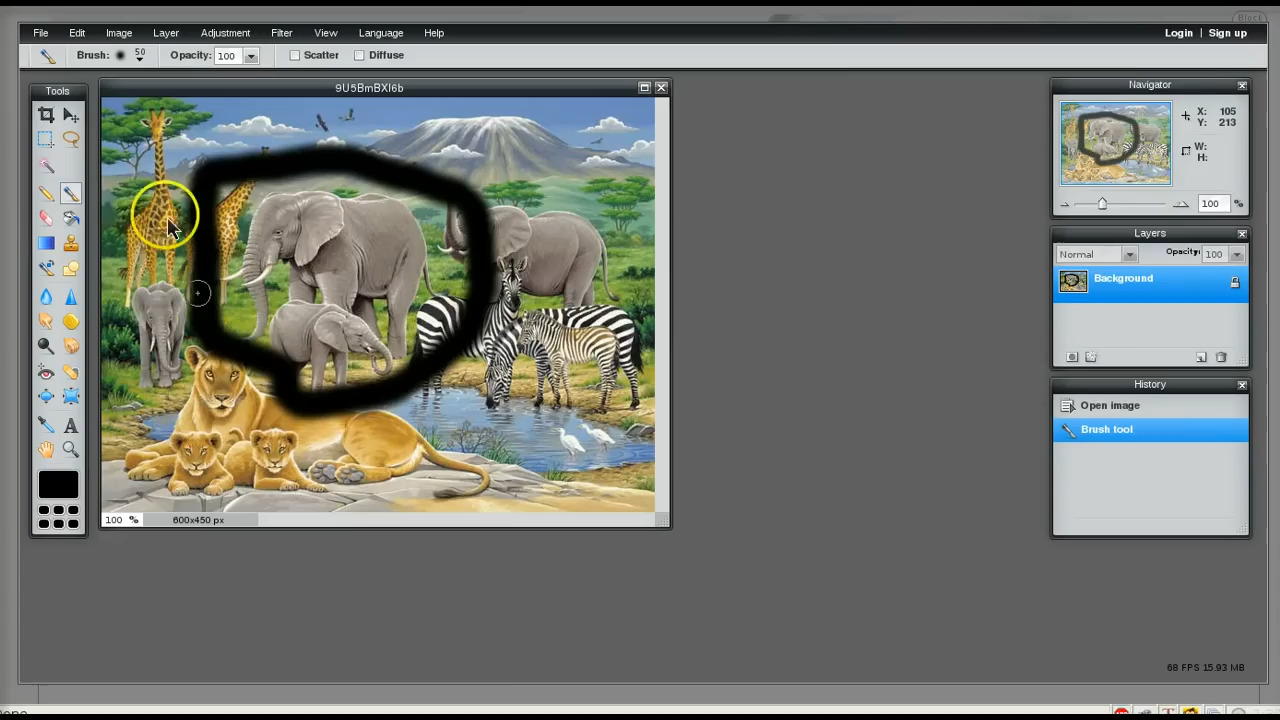 Block
File Edit Image Layer Adjustment Filter View Language Help Login | Sign up
Brush: 50 Opacity: 100 Scatter Diffuse
Tools
9U5BmBXl6b
Navigator
X: 105
Y: 213
W:
H:
100 %
Layers
Normal Opacity: 100
Background
History
Open image
Brush tool
100 % 600x450 px
68 FPS 15.93 MB